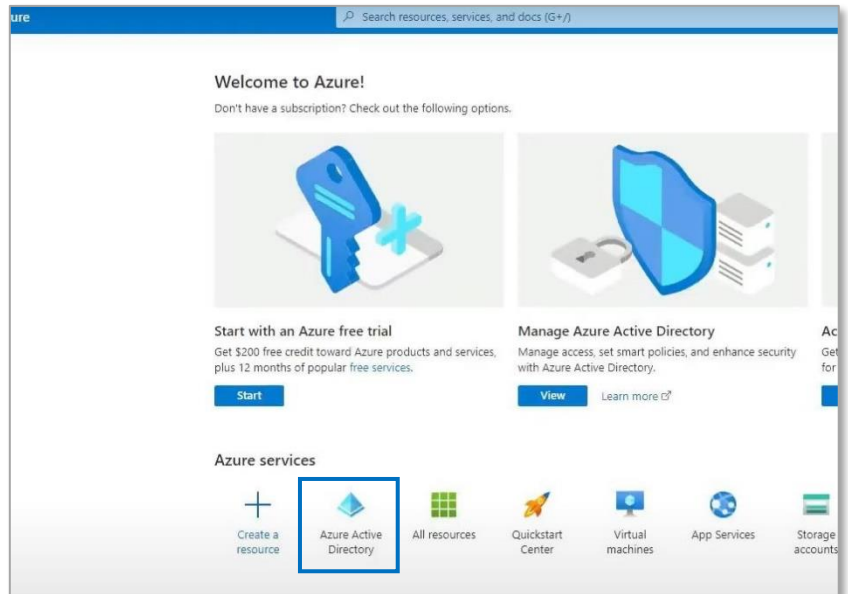 ure
Search resources, services, and docs (G+/)
Welcome to Azure!
Don't have a subscription? Check out the following options.
Start with an Azure free trial
Get $200 free credit toward Azure products and services,
plus 12 months of popular free services.
Start
Manage Azure Active Directory
Manage access, set smart policies, and enhance security
with Azure Active Directory.
View
Learn more
Ac
Get
for
Azure services
Create a
resource
Azure Active
Directory
All resources
Quickstart
Center
Virtual
machines
App Services
Storage
accounts